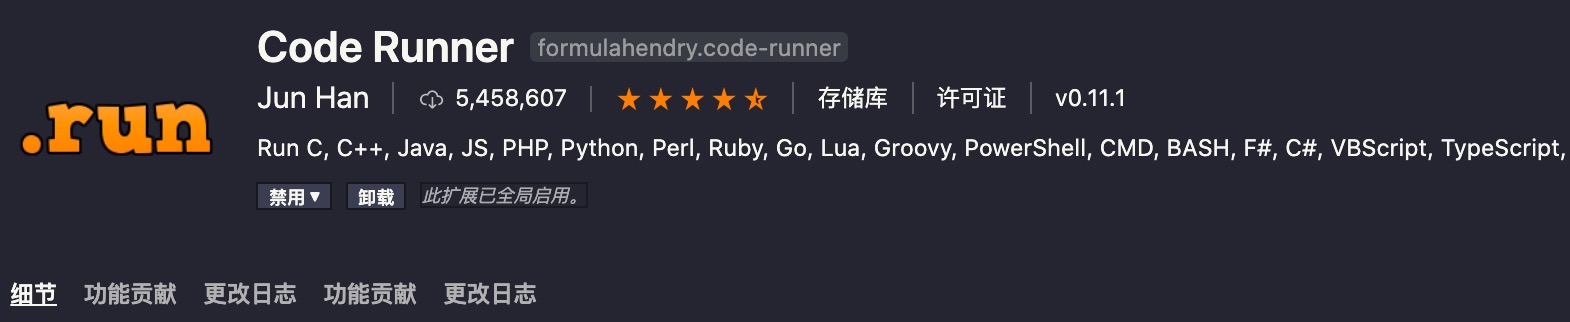 .run
Code Runner formulahendry.code-runner
Jun Han 5,458,607 存储库 许可证 v0.11.1
Run C, C++, Java, JS, PHP, Python, Perl, Ruby, Go, Lua, Groovy, PowerShell, CMD, BASH, F#, C#, VBScript, TypeScript,
禁用▼ 卸载 此扩展已全局启用。
细节 功能贡献 更改日志 功能贡献 更改日志